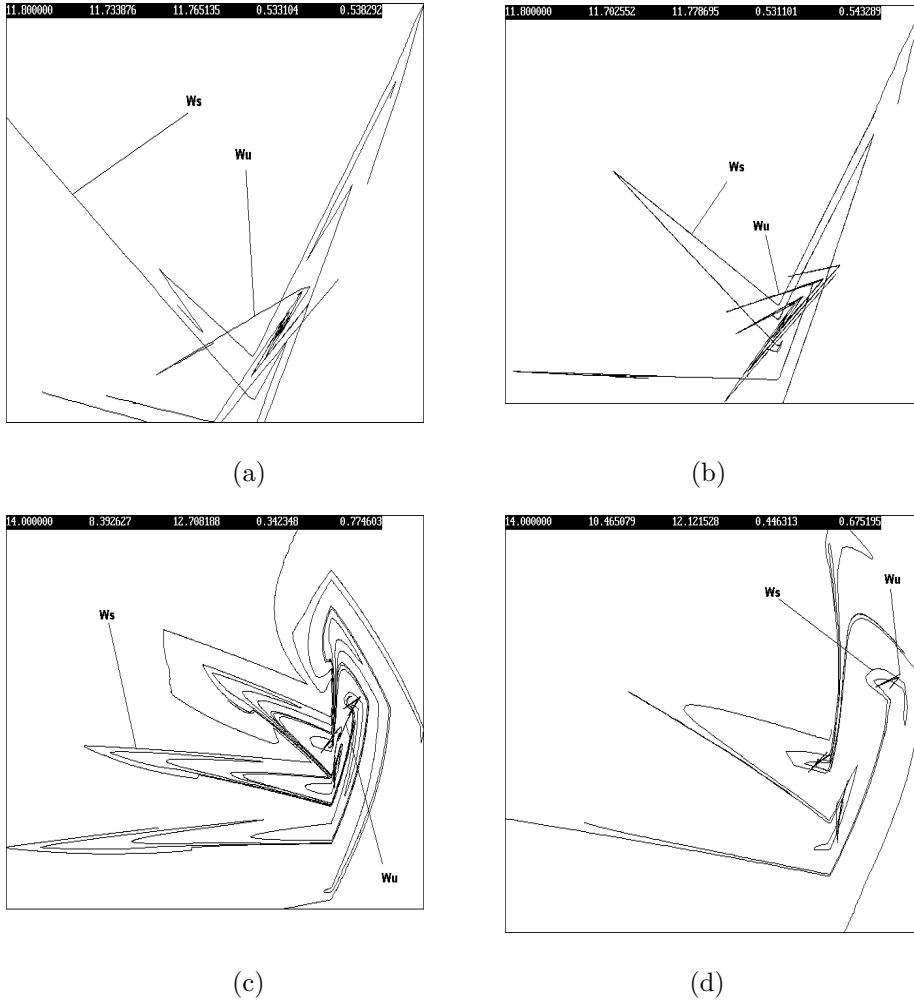 11.800000 11.733876 11.765135 0.533104 0.538292
Ws
Wu
(a)
11.800000 11.702552 11.778695 0.531101 0.543289
Ws
Wu
(b)
14.000000 8.392627 12.708188 0.342348 0.774603
Ws
Wu
(c)
14.000000 10.465079 12.121528 0.446313 0.675195
Ws
Wu
(d)